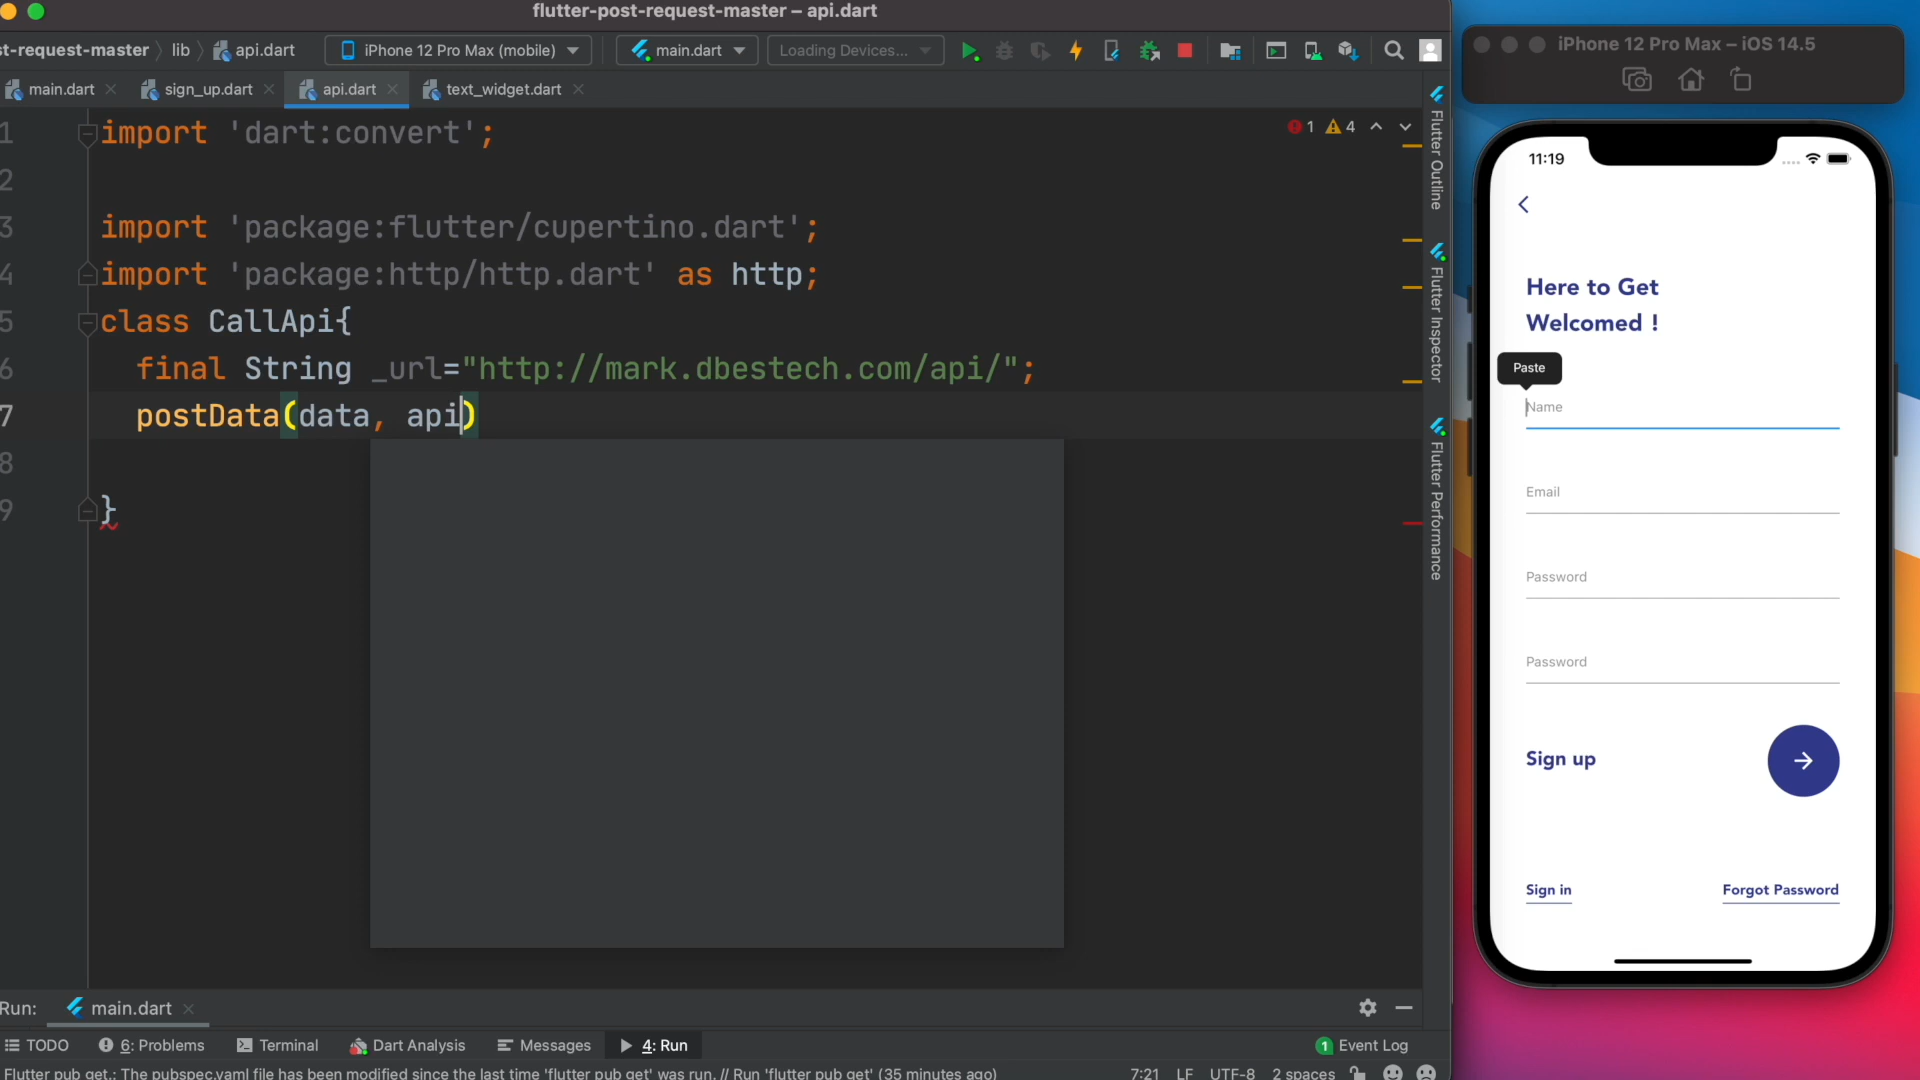 flutter-post-request-master – api.dart
st-request-master
lib
api.dart
iPhone 12 Pro Max (mobile)
main.dart
Loading Devices...
main.dart
sign_up.dart
api.dart
text_widget.dart
1 import 'dart:convert';
2
3 import 'package:flutter/cupertino.dart';
4 import 'package:http/http.dart' as http;
5 class CallApi{
6 final String _url="http://mark.dbestech.com/api/";
7 postData(data, api)
8
9 }
1 4
Flutter Outline
Flutter Inspector
Flutter Performance
iPhone 12 Pro Max – iOS 14.5
11:19
Here to Get
Welcomed !
Paste
Name
Email
Password
Password
Sign up
Sign in
Forgot Password
Run:
main.dart
TODO
6: Problems
Terminal
Dart Analysis
Messages
4: Run
1 Event Log
Flutter pub get.: The pubspec.yaml file has been modified since the last time 'flutter pub get' was run. // Run 'flutter pub get' (35 minutes ago)
7:21 LF UTF-8 2 spaces